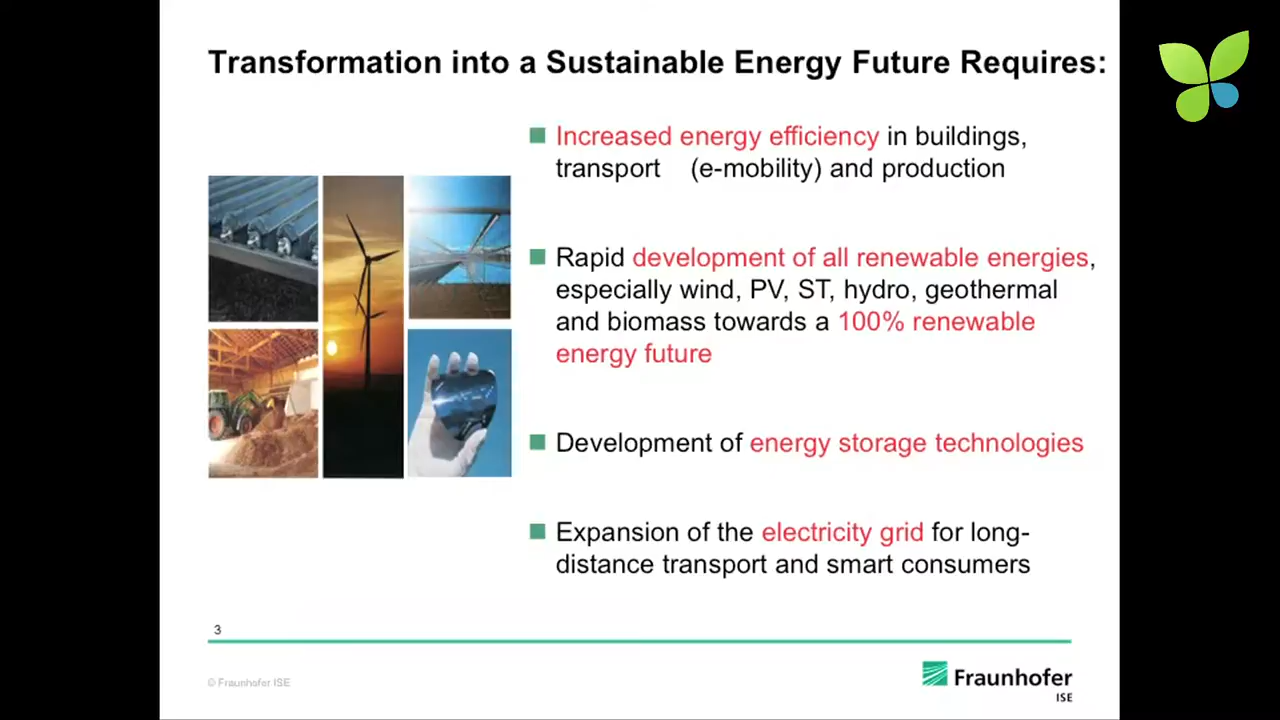 Transformation into a Sustainable Energy Future Requires:
Increased energy efficiency in buildings,
transport (e-mobility) and production
Rapid development of all renewable energies,
especially wind, PV, ST, hydro, geothermal
and biomass towards a 100% renewable
energy future
Development of energy storage technologies
Expansion of the electricity grid for long-
distance transport and smart consumers
3
© Fraunhofer ISE
Fraunhofer
ISE